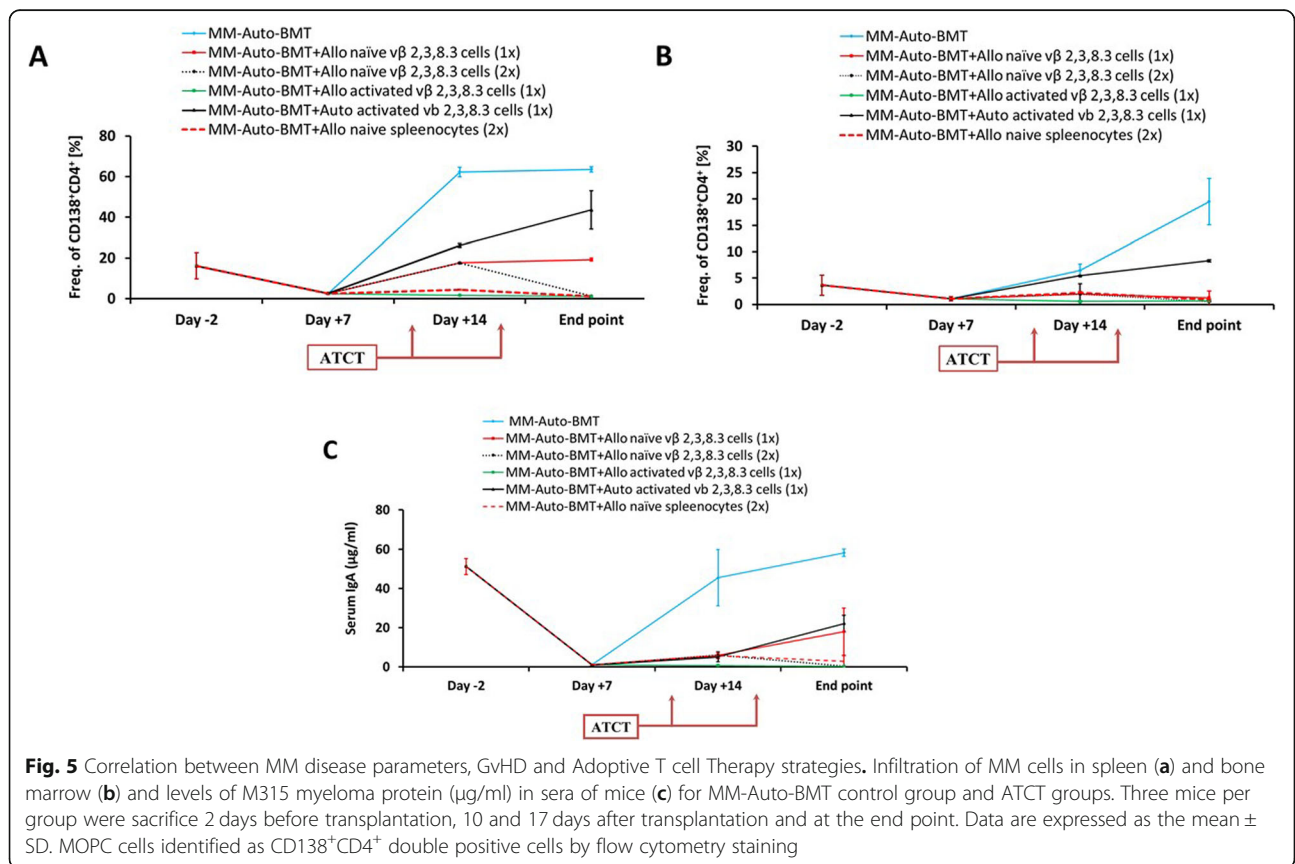 A
MM-Auto-BMT
MM-Auto-BMT+Allo naïve vβ 2,3,8.3 cells (1x)
MM-Auto-BMT+Allo naïve vβ 2,3,8.3 cells (2x)
MM-Auto-BMT+Allo activated vβ 2,3,8.3 cells (1x)
MM-Auto-BMT+Auto activated vb 2,3,8.3 cells (1x)
MM-Auto-BMT+Allo naive spleenocytes (2x)
Freq. of CD138⁺CD4⁺ [%]
80
60
40
20
0
Day -2 Day +7 Day +14 End point
ATCT
B
MM-Auto-BMT
MM-Auto-BMT+Allo naïve vβ 2,3,8.3 cells (1x)
MM-Auto-BMT+Allo naïve vβ 2,3,8.3 cells (2x)
MM-Auto-BMT+Allo activated vβ 2,3,8.3 cells (1x)
MM-Auto-BMT+Auto activated vb 2,3,8.3 cells (1x)
MM-Auto-BMT+Allo naïve spleenocytes (2x)
Freq. of CD138⁺CD4⁺ [%]
30
25
20
15
10
5
0
Day -2 Day +7 Day +14 End point
ATCT
C
MM-Auto-BMT
MM-Auto-BMT+Allo naïve vβ 2,3,8.3 cells (1x)
MM-Auto-BMT+Allo naïve vβ 2,3,8.3 cells (2x)
MM-Auto-BMT+Allo activated vβ 2,3,8.3 cells (1x)
MM-Auto-BMT+Auto activated vb 2,3,8.3 cells (1x)
MM-Auto-BMT+Allo naïve spleenocytes (2x)
Serum IgA (µg/ml)
80
60
40
20
0
Day -2 Day +7 Day +14 End point
ATCT
Fig. 5 Correlation between MM disease parameters, GvHD and Adoptive T cell Therapy strategies. Infiltration of MM cells in spleen (a) and bone
marrow (b) and levels of M315 myeloma protein (µg/ml) in sera of mice (c) for MM-Auto-BMT control group and ATCT groups. Three mice per
group were sacrifice 2 days before transplantation, 10 and 17 days after transplantation and at the end point. Data are expressed as the mean ±
SD. MOPC cells identified as CD138⁺CD4⁺ double positive cells by flow cytometry staining